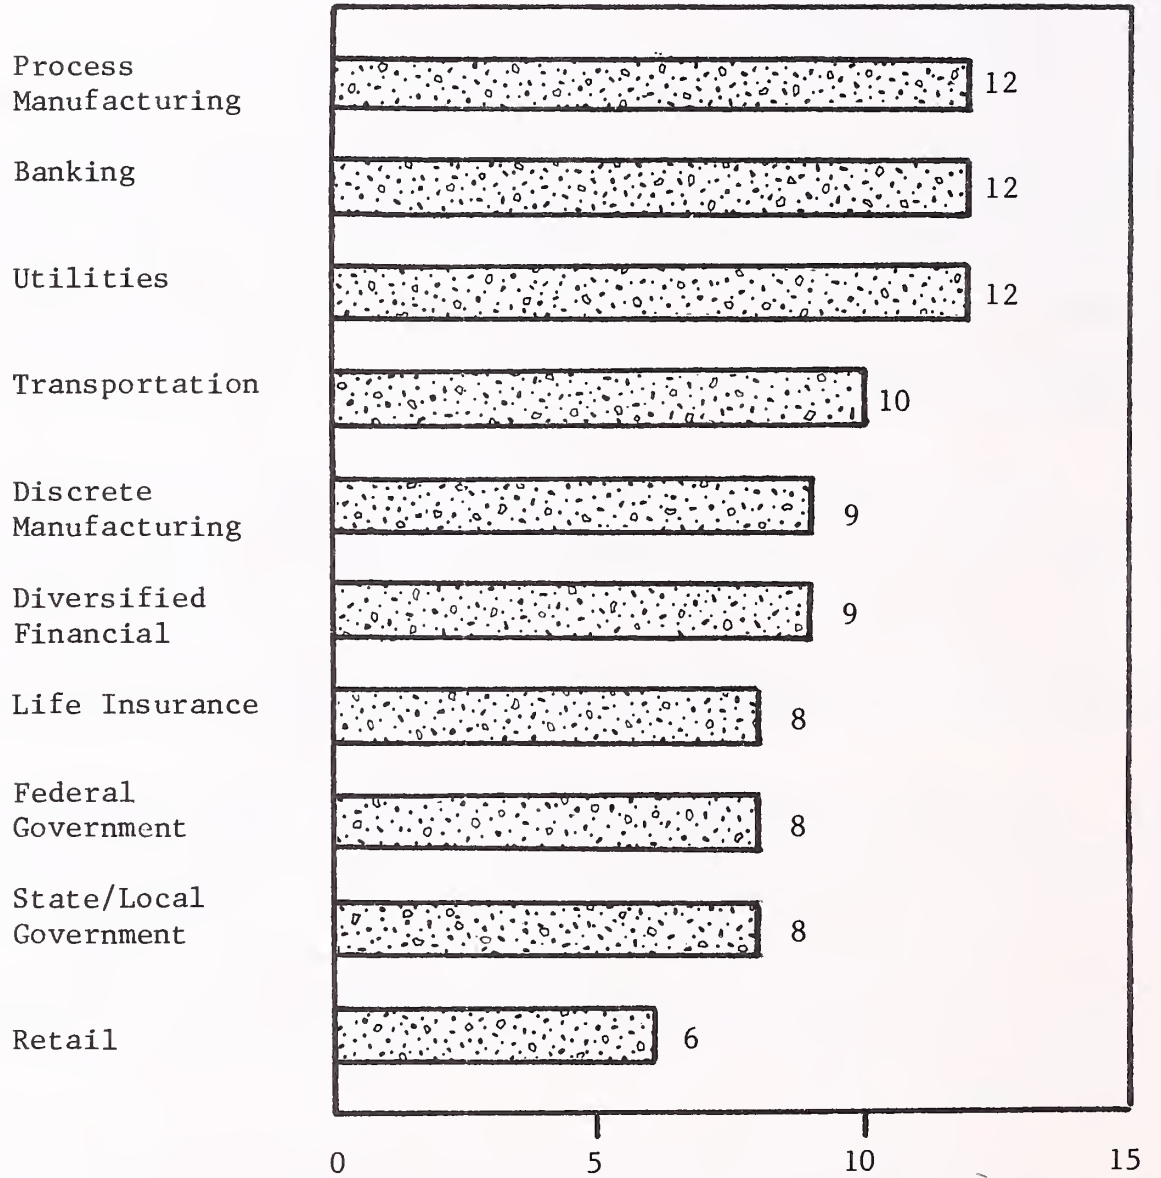 Process
Manufacturing
12
Banking
12
Utilities
12
Transportation
10
Discrete
Manufacturing
9
Diversified
Financial
9
Life Insurance
8
Federal
Government
8
State/Local
Government
8
Retail
6
0 5 10 15